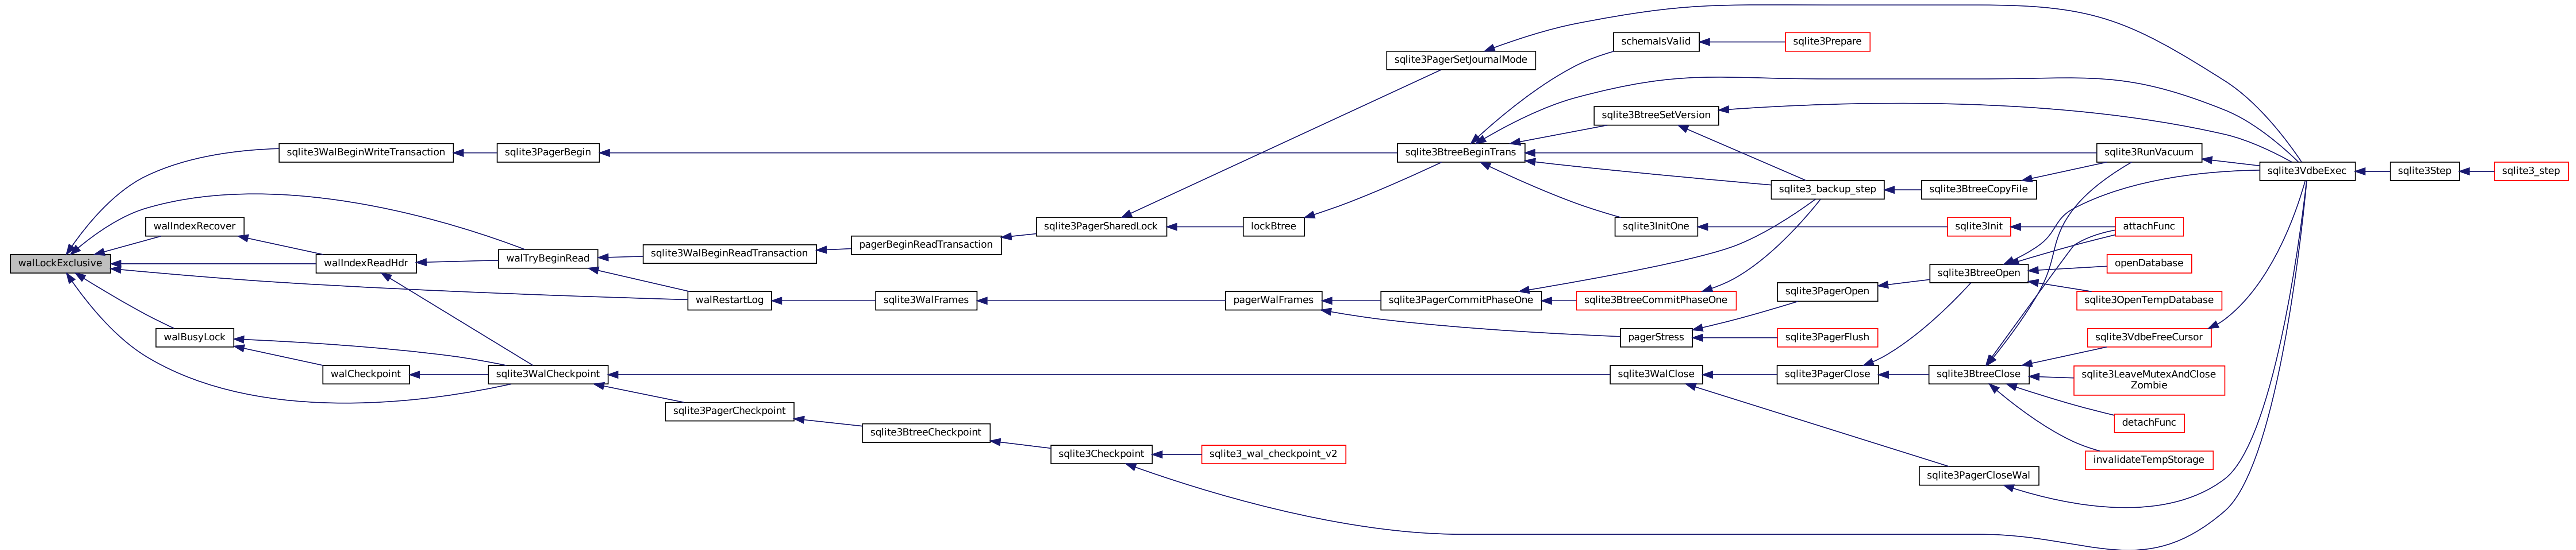 schemaIsValid
sqlite3Prepare
sqlite3PagerSetJournalMode
sqlite3BtreeSetVersion
sqlite3WalBeginWriteTransaction
sqlite3PagerBegin
sqlite3BtreeBeginTrans
sqlite3RunVacuum
sqlite3VdbeExec
sqlite3Step
sqlite3_step
sqlite3_backup_step
sqlite3BtreeCopyFile
walIndexRecover
sqlite3PagerSharedLock
lockBtree
sqlite3InitOne
sqlite3Init
attachFunc
walLockExclusive
walIndexReadHdr
walTryBeginRead
sqlite3WalBeginReadTransaction
pagerBeginReadTransaction
openDatabase
sqlite3BtreeOpen
sqlite3PagerOpen
walRestartLog
sqlite3WalFrames
pagerWalFrames
sqlite3PagerCommitPhaseOne
sqlite3BtreeCommitPhaseOne
sqlite3OpenTempDatabase
walBusyLock
pagerStress
sqlite3PagerFlush
sqlite3VdbeFreeCursor
walCheckpoint
sqlite3WalCheckpoint
sqlite3WalClose
sqlite3PagerClose
sqlite3BtreeClose
sqlite3LeaveMutexAndClose
Zombie
sqlite3PagerCheckpoint
detachFunc
sqlite3BtreeCheckpoint
sqlite3Checkpoint
sqlite3_wal_checkpoint_v2
invalidateTempStorage
sqlite3PagerCloseWal